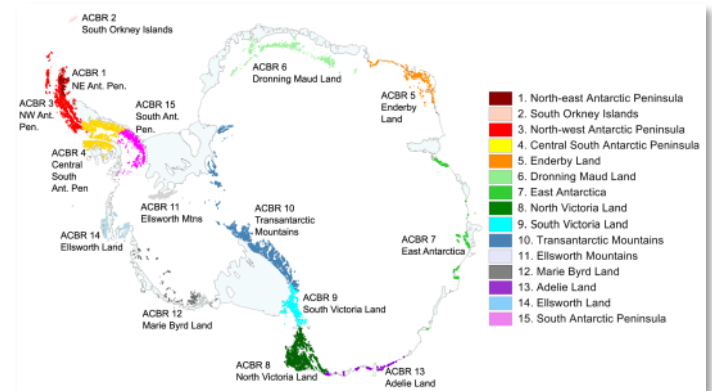 ACBR 2
South Orkney Islands
ACBR 1
NE Ant. Pen.
ACBR 3
NW Ant.
Pen.
ACBR 15
South Ant.
Pen.
ACBR 4
Central
South
Ant. Pen
ACBR 6
Dronning Maud Land
ACBR 5
Enderby
Land
ACBR 11
Ellsworth Mtns
ACBR 10
Transantarctic
Mountains
ACBR 14
Ellsworth Land
ACBR 7
East Antarctica
ACBR 12
Marie Byrd Land
ACBR 9
South Victoria Land
ACBR 8
North Victoria Land
ACBR 13
Adelie Land
1. North-east Antarctic Peninsula
2. South Orkney Islands
3. North-west Antarctic Peninsula
4. Central South Antarctic Peninsula
5. Enderby Land
6. Dronning Maud Land
7. East Antarctica
8. North Victoria Land
9. South Victoria Land
10. Transantarctic Mountains
11. Ellsworth Mountains
12. Marie Byrd Land
13. Adelie Land
14. Ellsworth Land
15. South Antarctic Peninsula